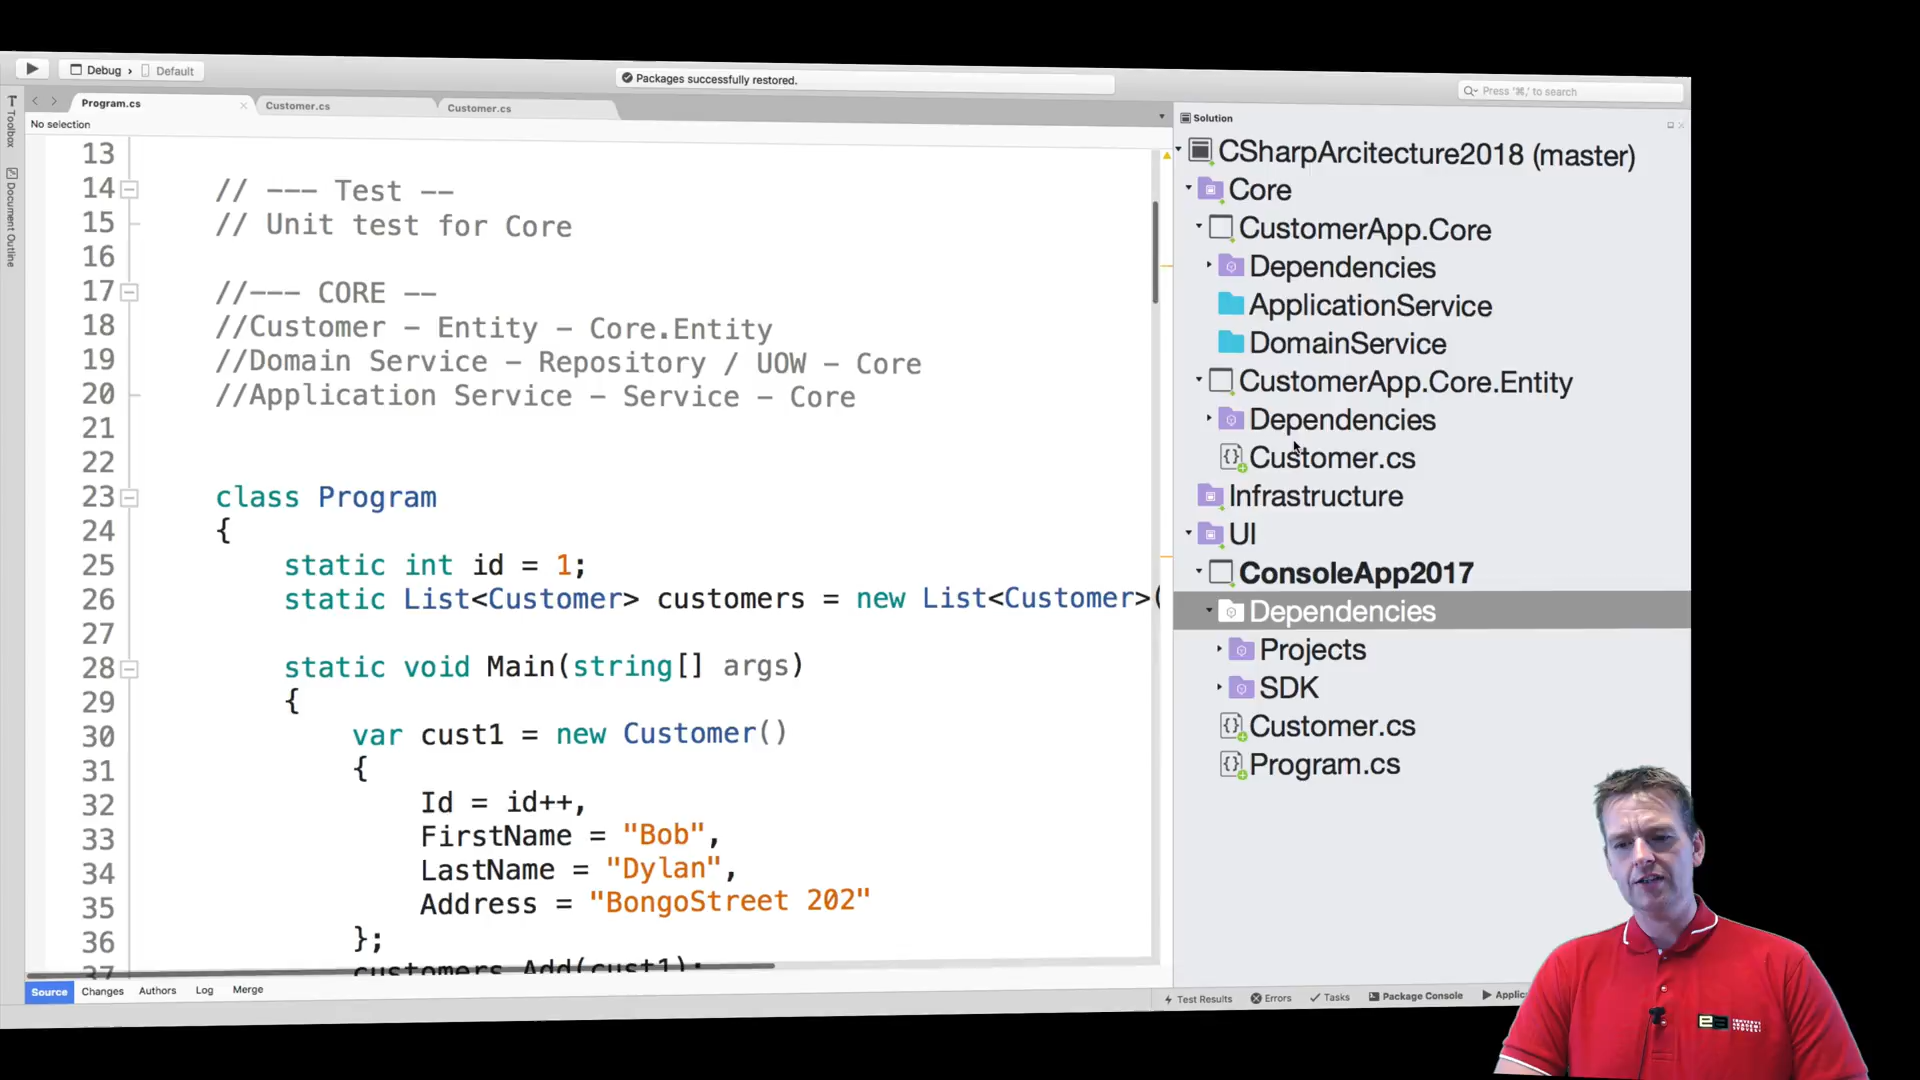 Debug
Default
Packages successfully restored.
Press '⌘,' to search
Program.cs
Customer.cs
Customer.cs
No selection
Toolbox
Document Outline
13
14 // --- Test --
15 // Unit test for Core
16
17 //--- CORE --
18 //Customer - Entity - Core.Entity
19 //Domain Service - Repository / UOW - Core
20 //Application Service - Service - Core
21
22
23 class Program
24 {
25 static int id = 1;
26 static List<Customer> customers = new List<Customer>(
27
28 static void Main(string[] args)
29 {
30 var cust1 = new Customer()
31 {
32 Id = id++,
33 FirstName = "Bob",
34 LastName = "Dylan",
35 Address = "BongoStreet 202"
36 };
37 customers.Add(cust1);
Source
Changes
Authors
Log
Merge
Solution
CSharpArcitecture2018 (master)
Core
CustomerApp.Core
Dependencies
ApplicationService
DomainService
CustomerApp.Core.Entity
Dependencies
Customer.cs
Infrastructure
UI
ConsoleApp2017
Dependencies
Projects
SDK
Customer.cs
Program.cs
Test Results
Errors
Tasks
Package Console
Applic